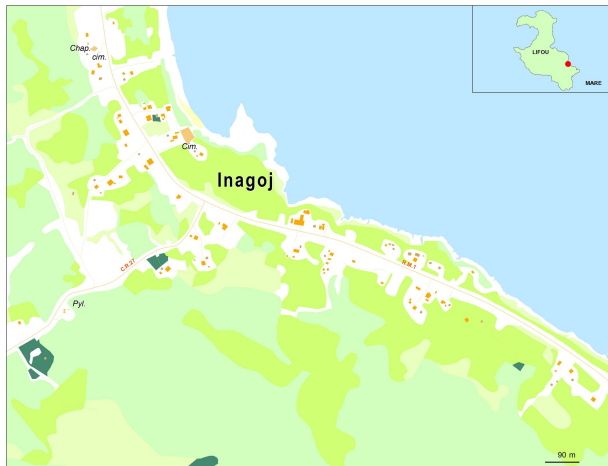 LIFOU
MARE
Chap.
cim.
Cim.
Inagoj
C.R.27
R.M.1
Pyl.
90 m